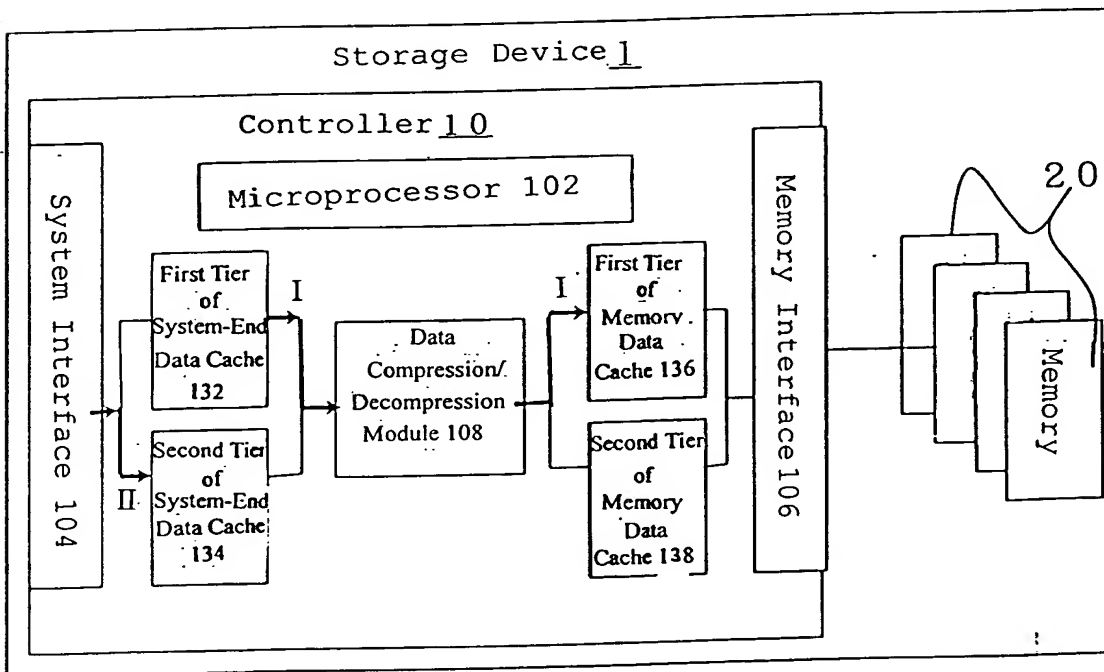 Storage Device 1
Controller 10
Microprocessor 102
System Interface 104
First Tier
of
System-End
Data Cache
132
I
Second Tier
of
System-End
Data Cache
134
II
Data
Compression/
Decompression
Module 108
I
First Tier
of
Memory
Data
Cache 136
Second Tier
of
Memory
Data
Cache 138
Memory Interface 106
20
Memory